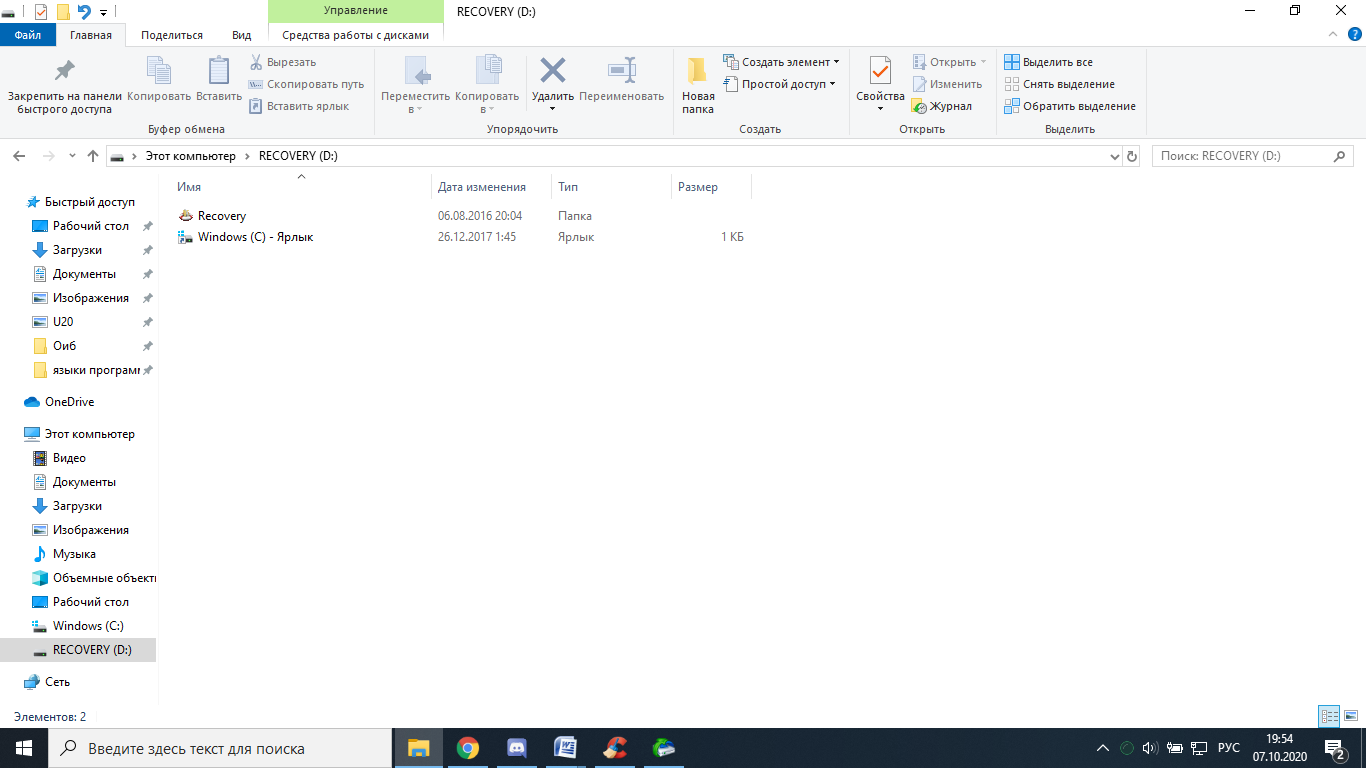 Управление
RECOVERY (D:)
Файл
Главная
Поделиться
Вид
Средства работы с дисками
Закрепить на панели
быстрого доступа
Копировать
Вставить
Вырезать
Скопировать путь
Вставить ярлык
Буфер обмена
Переместить
в
Копировать
в
Удалить
Переименовать
Упорядочить
Новая
папка
Создать элемент
Простой доступ
Создать
Свойства
Открыть
Изменить
Журнал
Открыть
Выделить все
Снять выделение
Обратить выделение
Выделить
Этот компьютер
RECOVERY (D:)
Поиск: RECOVERY (D:)
Имя
Дата изменения
Тип
Размер
Recovery
06.08.2016 20:04
Папка
Windows (C) - Ярлык
26.12.2017 1:45
Ярлык
1 КБ
Быстрый доступ
Рабочий стол
Загрузки
Документы
Изображения
U20
Оиб
языки програм
OneDrive
Этот компьютер
Видео
Документы
Загрузки
Изображения
Музыка
Объемные объект
Рабочий стол
Windows (C:)
RECOVERY (D:)
Сеть
Элементов: 2
Введите здесь текст для поиска
РУС
19:54
07.10.2020
2